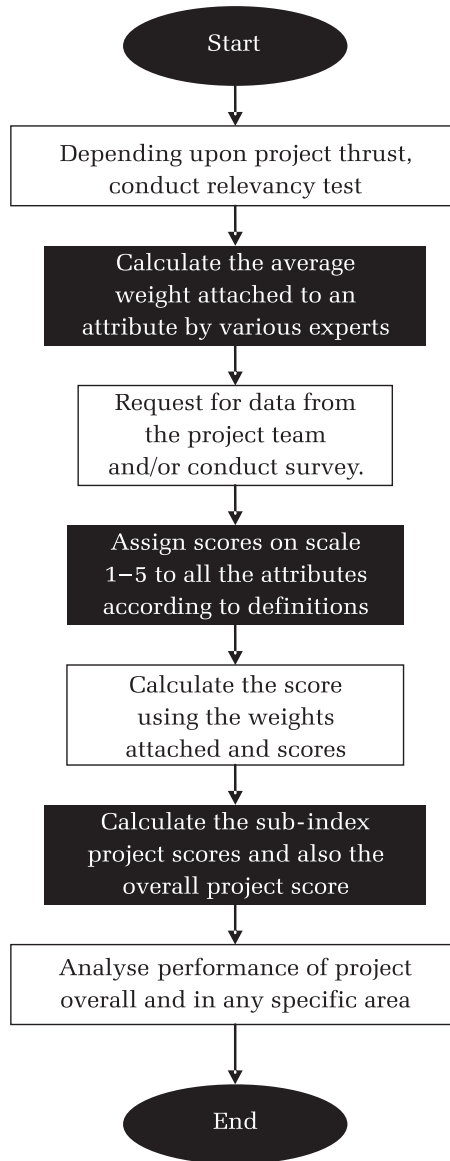 Start
Depending upon project thrust,
conduct relevancy test
Calculate the average
weight attached to an
attribute by various experts
Request for data from
the project team
and/or conduct survey.
Assign scores on scale
1–5 to all the attributes
according to definitions
Calculate the score
using the weights
attached and scores
Calculate the sub-index
project scores and also the
overall project score
Analyse performance of project
overall and in any specific area
End